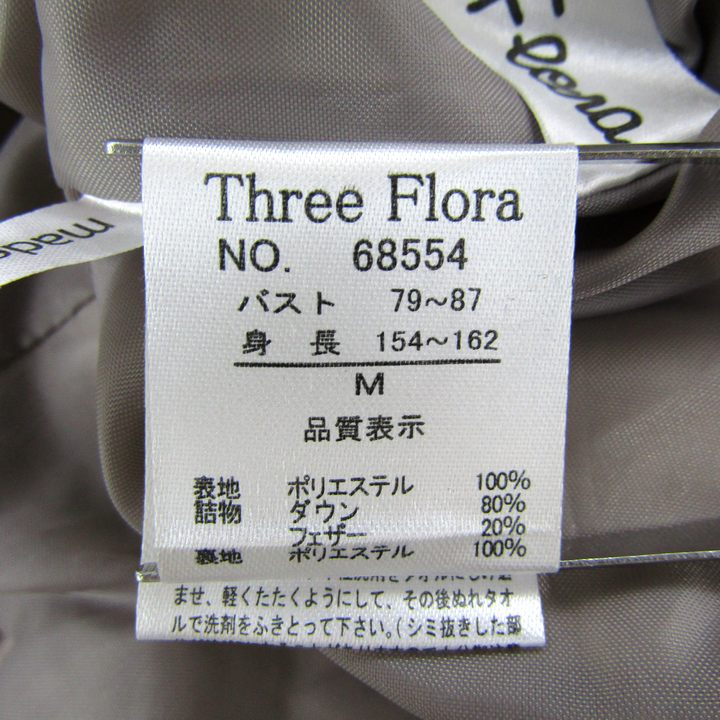 Flora
made
Three Flora
NO. 68554
バスト 79～87
身長 154～162
M
品質表示
表地 ポリエステル 100%
詰物 ダウン 80%
フェザー 20%
裏地 ポリエステル 100%
ませ、軽くたたくようにして、その後ぬれタオ
ルで洗剤をふきとって下さい。(シミ抜きした部